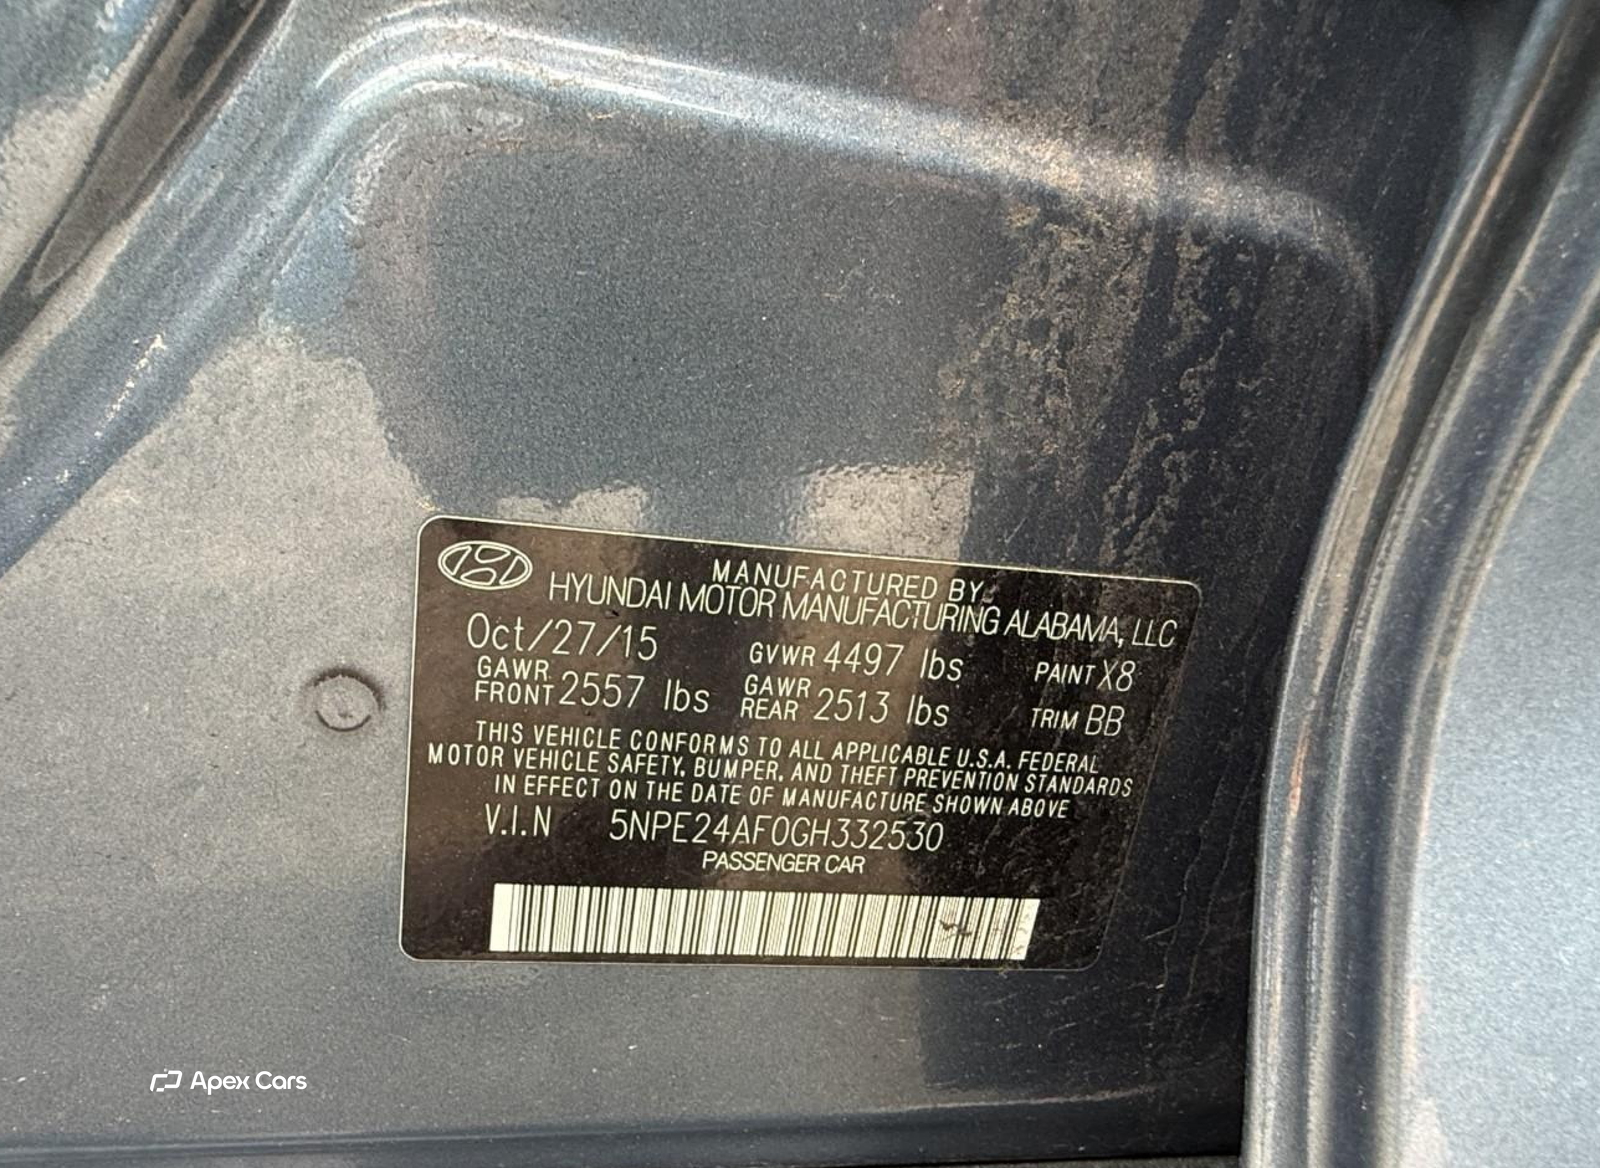 MANUFACTURED BY
HYUNDAI MOTOR MANUFACTURING ALABAMA, LLC
Oct/27/15 GVWR 4497 lbs PAINT X8
GAWR FRONT 2557 lbs GAWR REAR 2513 lbs TRIM BB
THIS VEHICLE CONFORMS TO ALL APPLICABLE U.S.A. FEDERAL
MOTOR VEHICLE SAFETY, BUMPER, AND THEFT PREVENTION STANDARDS
IN EFFECT ON THE DATE OF MANUFACTURE SHOWN ABOVE
V.I.N 5NPE24AF0GH332530
PASSENGER CAR
Apex Cars